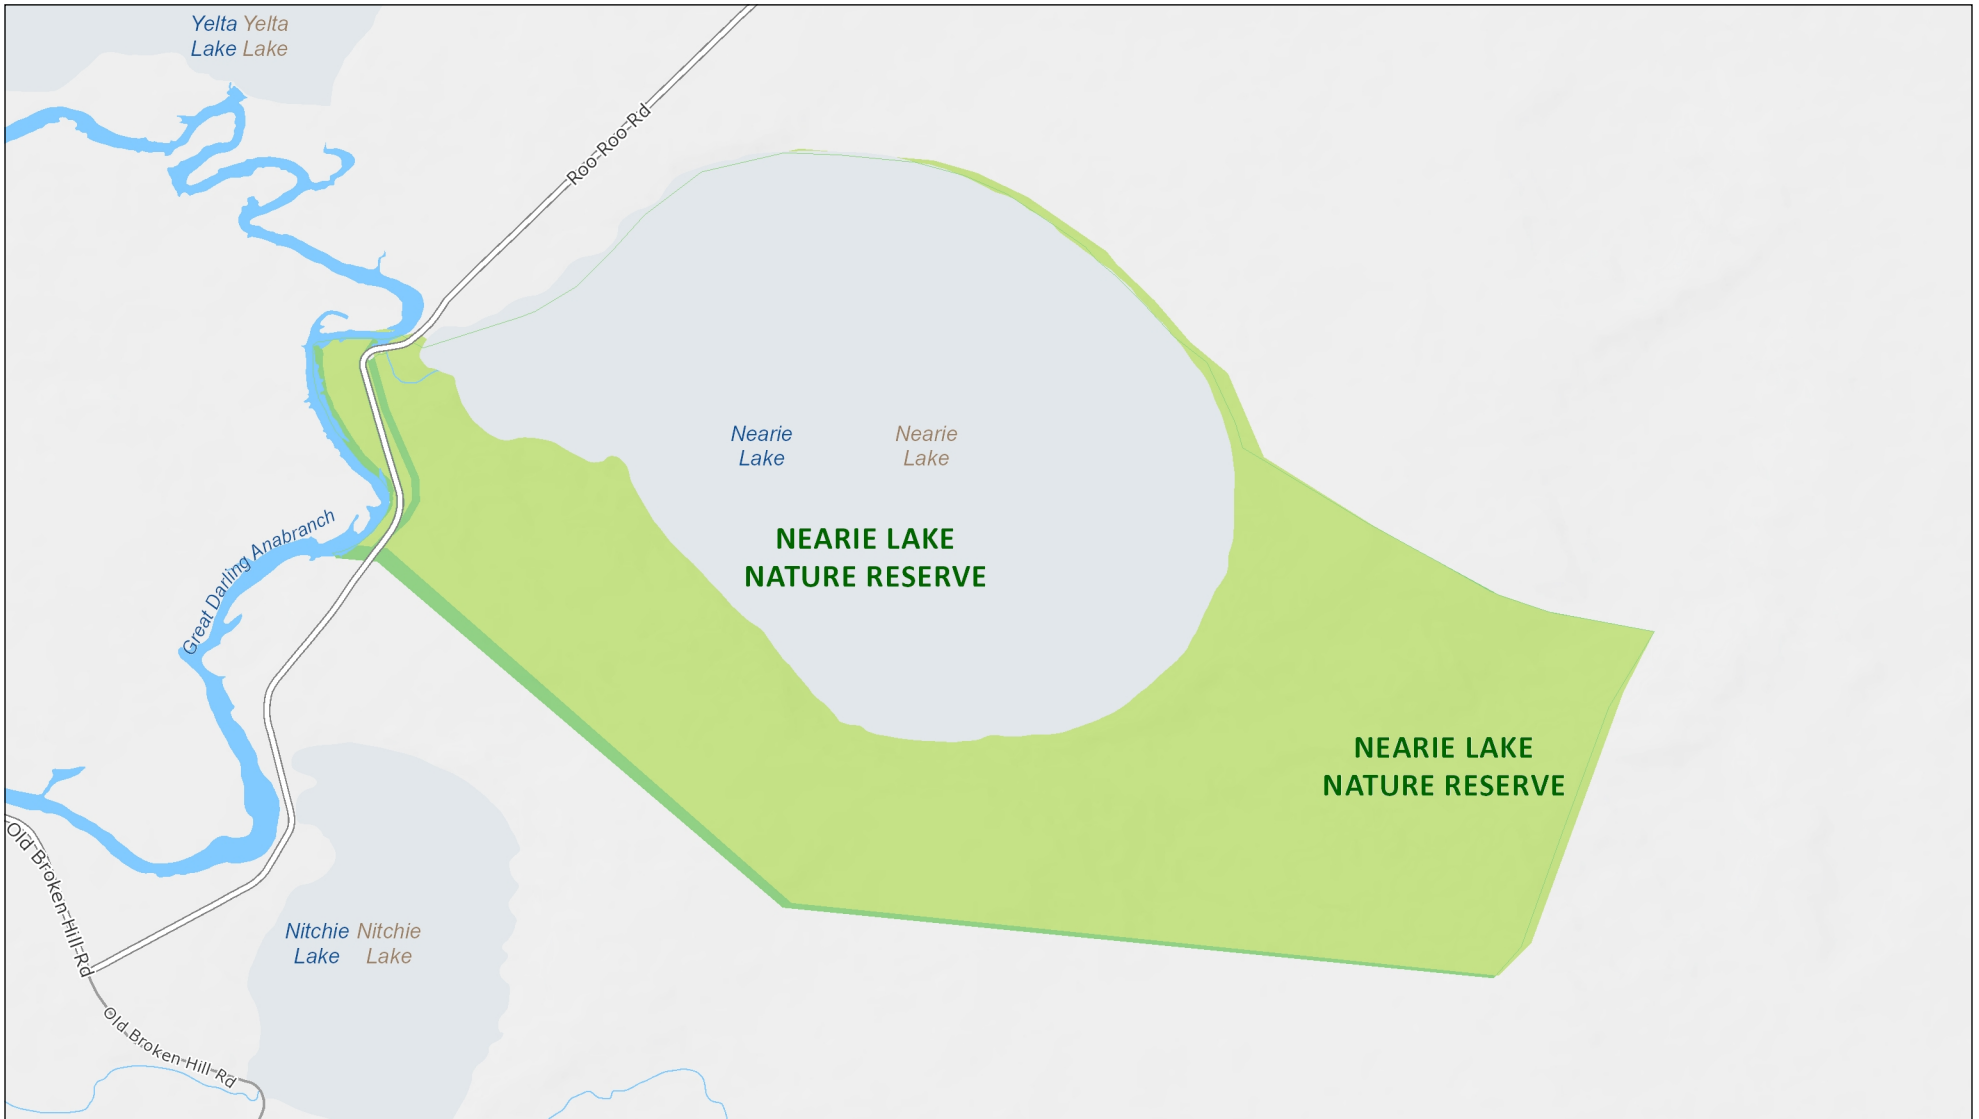 Yelta Yelta
Lake Lake
Roo-Roo-Rd
Nearie
Lake
Nearie
Lake
NEARIE LAKE
NATURE RESERVE
Great Darling Anabranch
NEARIE LAKE
NATURE RESERVE
Old Broken-Hill-Rd
Nitchie Nitchie
Lake Lake
Old Broken-Hill Rd